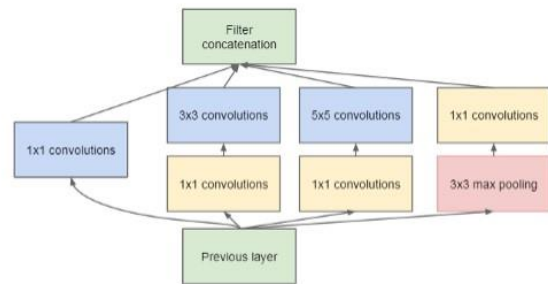 Filter
concatenation
3x3 convolutions
5x5 convolutions
1x1 convolutions
1x1 convolutions
1x1 convolutions
1x1 convolutions
3x3 max pooling
Previous layer